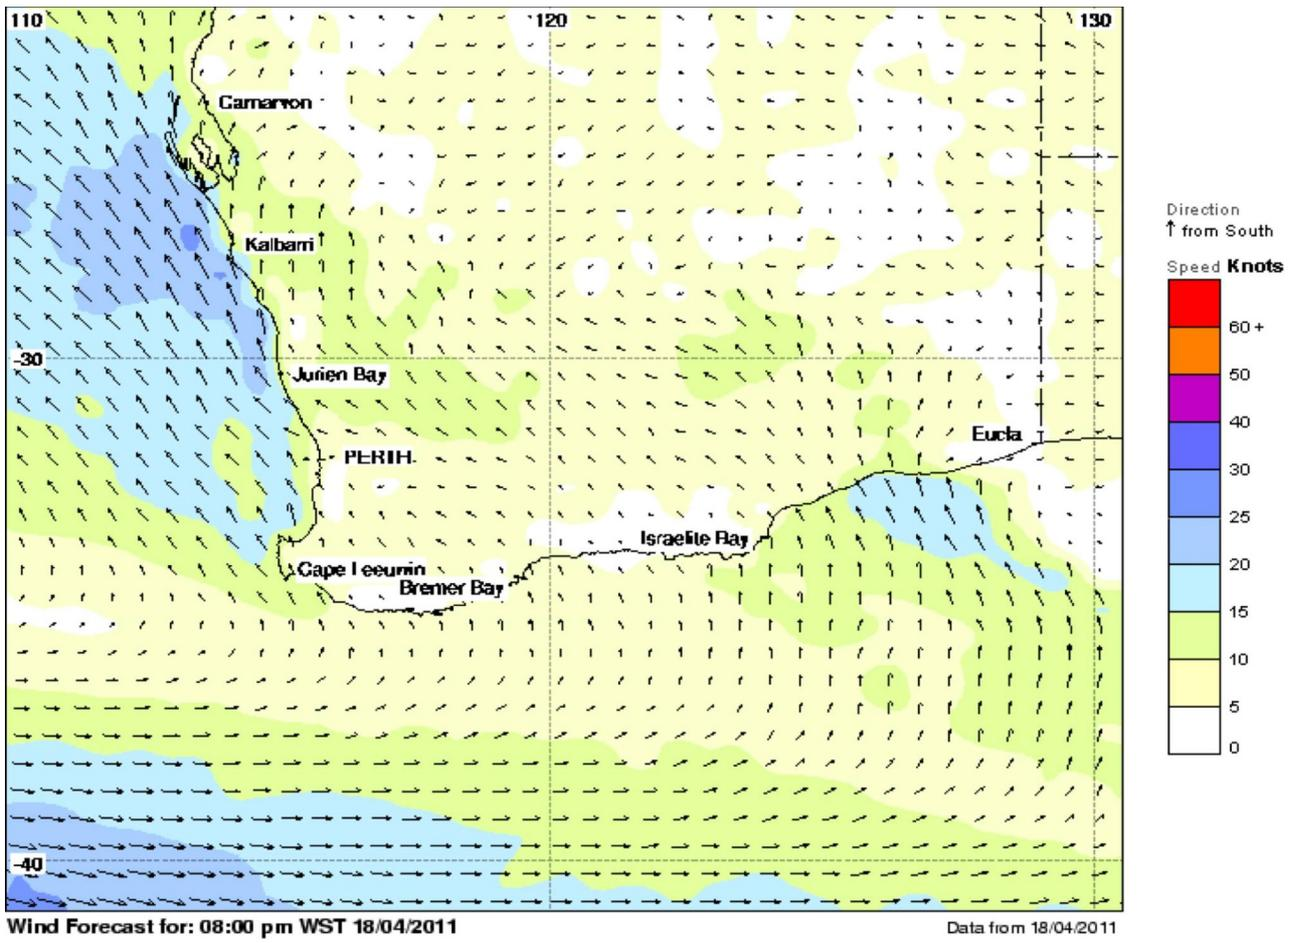 110
120
130
Carnarvon
Kalbarri
-30
Jurien Bay
PERTH
Eucla
Israelite Bay
Cape Leeuwin
Bremer Bay
-40
Direction
↑ from South
Speed Knots
60+
50
40
30
25
20
15
10
5
0
Wind Forecast for: 08:00 pm WST 18/04/2011
Data from 18/04/2011